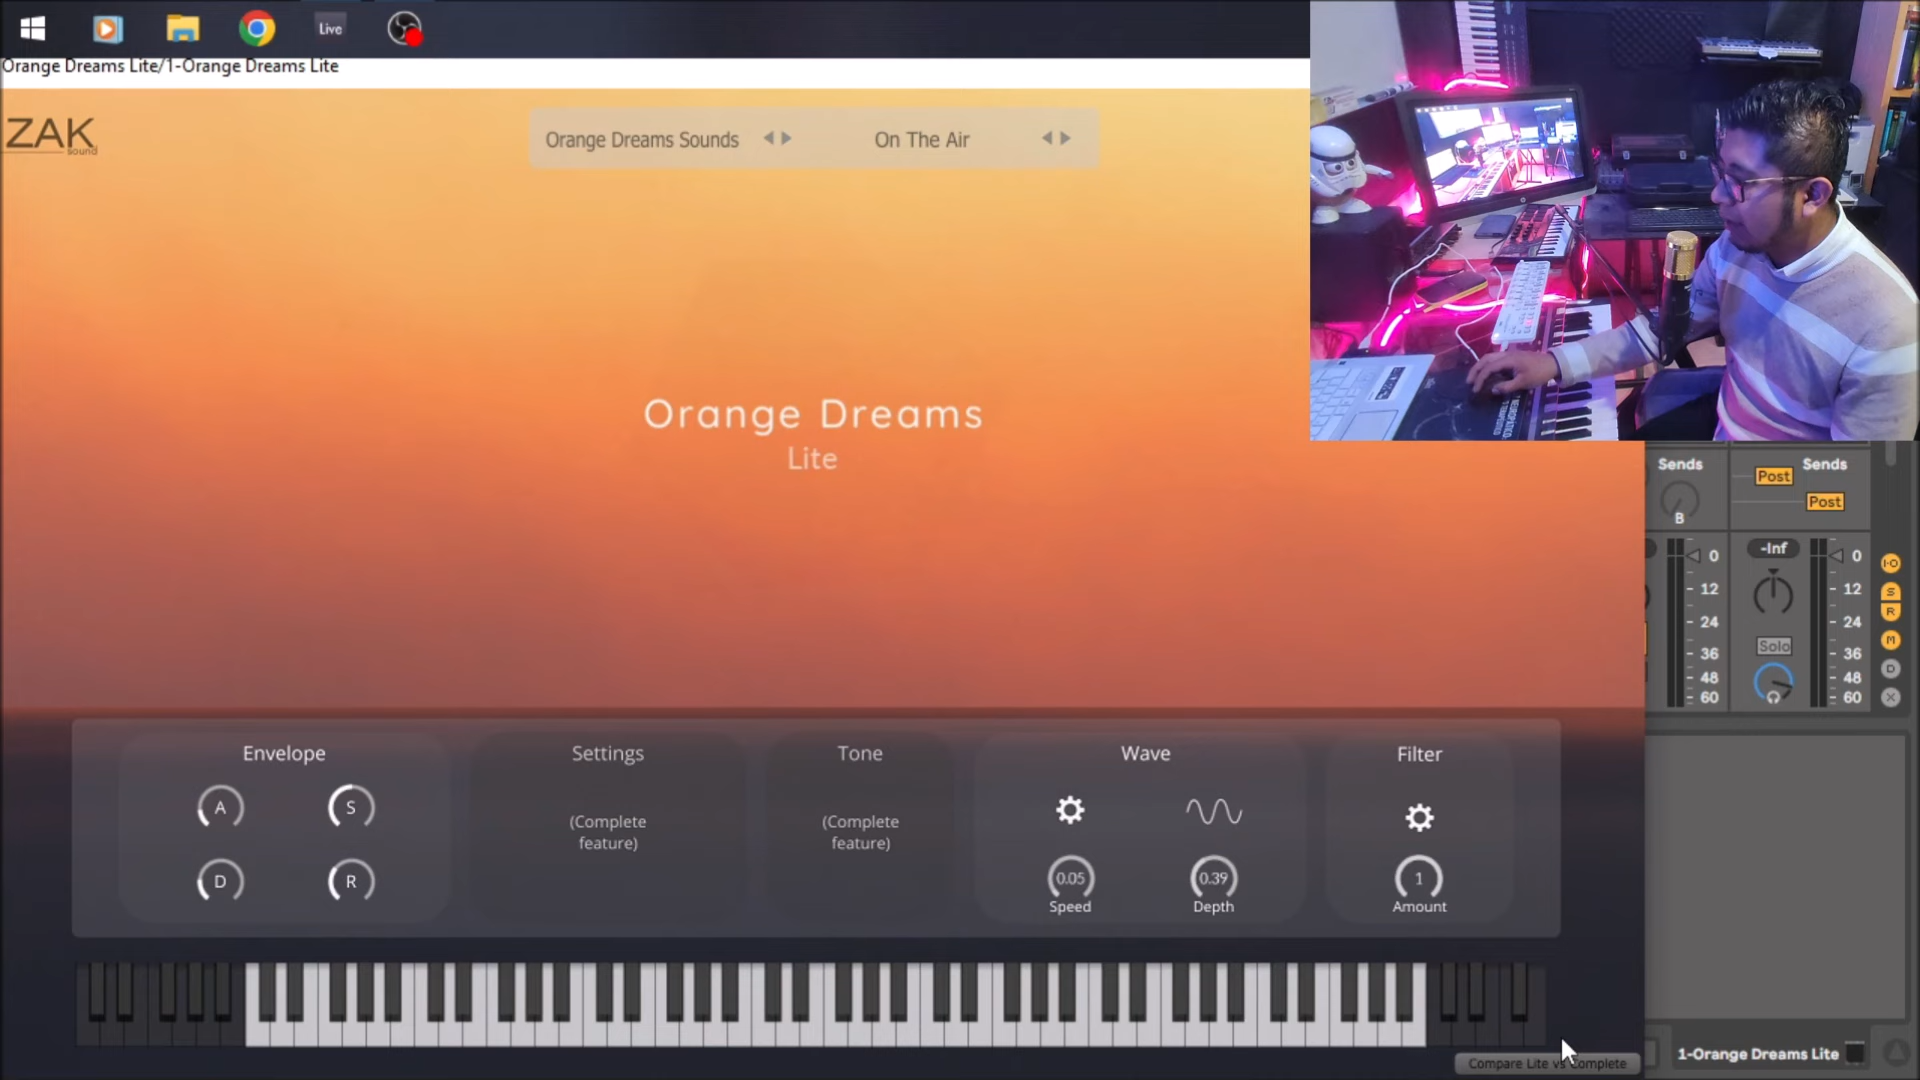 Live
Orange Dreams Lite/1-Orange Dreams Lite
ZAK
sound
Orange Dreams Sounds
On The Air
Orange Dreams
Lite
Envelope
A
S
D
R
Settings
(Complete
feature)
Tone
(Complete
feature)
Wave
0.05
Speed
0.39
Depth
Filter
1
Amount
Compare Lite vs Complete
Sends
B
Sends
Post
Post
0
12
24
36
48
60
-Inf
Solo
0
12
24
36
48
60
I-O
S
R
M
D
X
1-Orange Dreams Lite